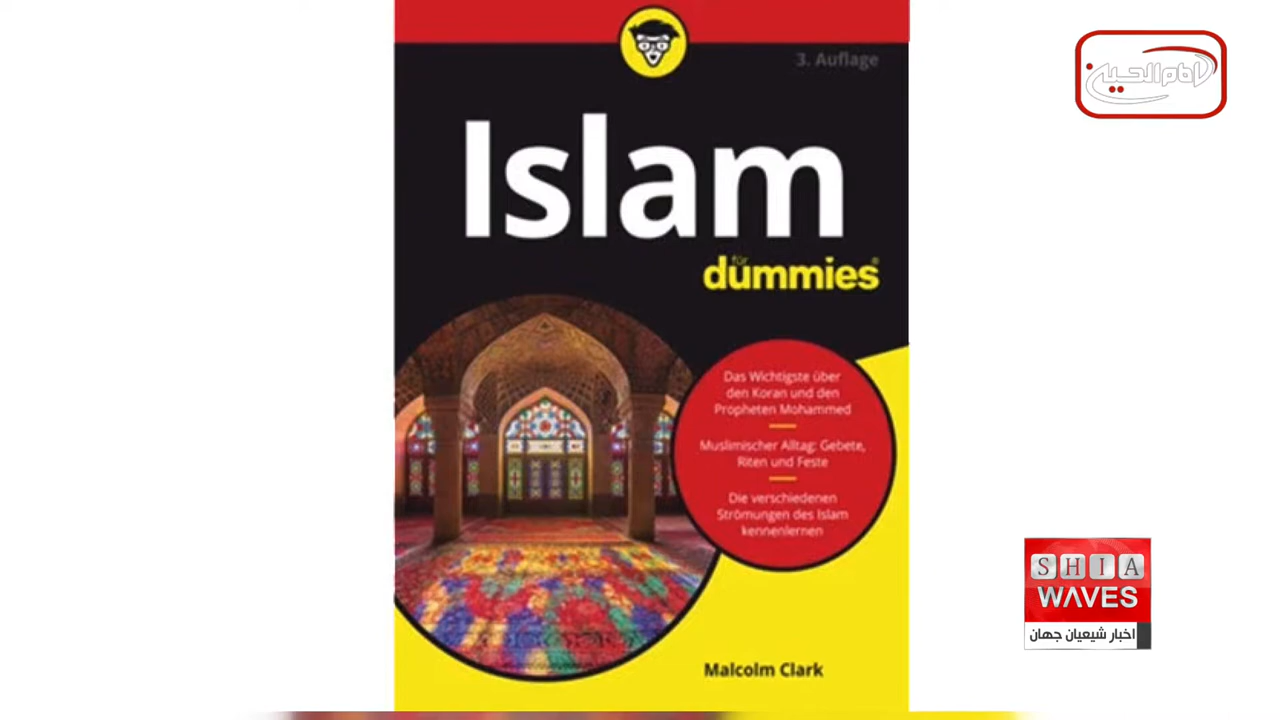 3. Auflage
Islam
für
dummies®
Das Wichtigste über
den Koran und den
Propheten Mohammed
Muslimischer Alltag: Gebete,
Riten und Feste
Die verschiedenen
Strömungen des Islam
kennenlernen
Malcolm Clark
SHIA
WAVES
اخبار شیعیان جهان